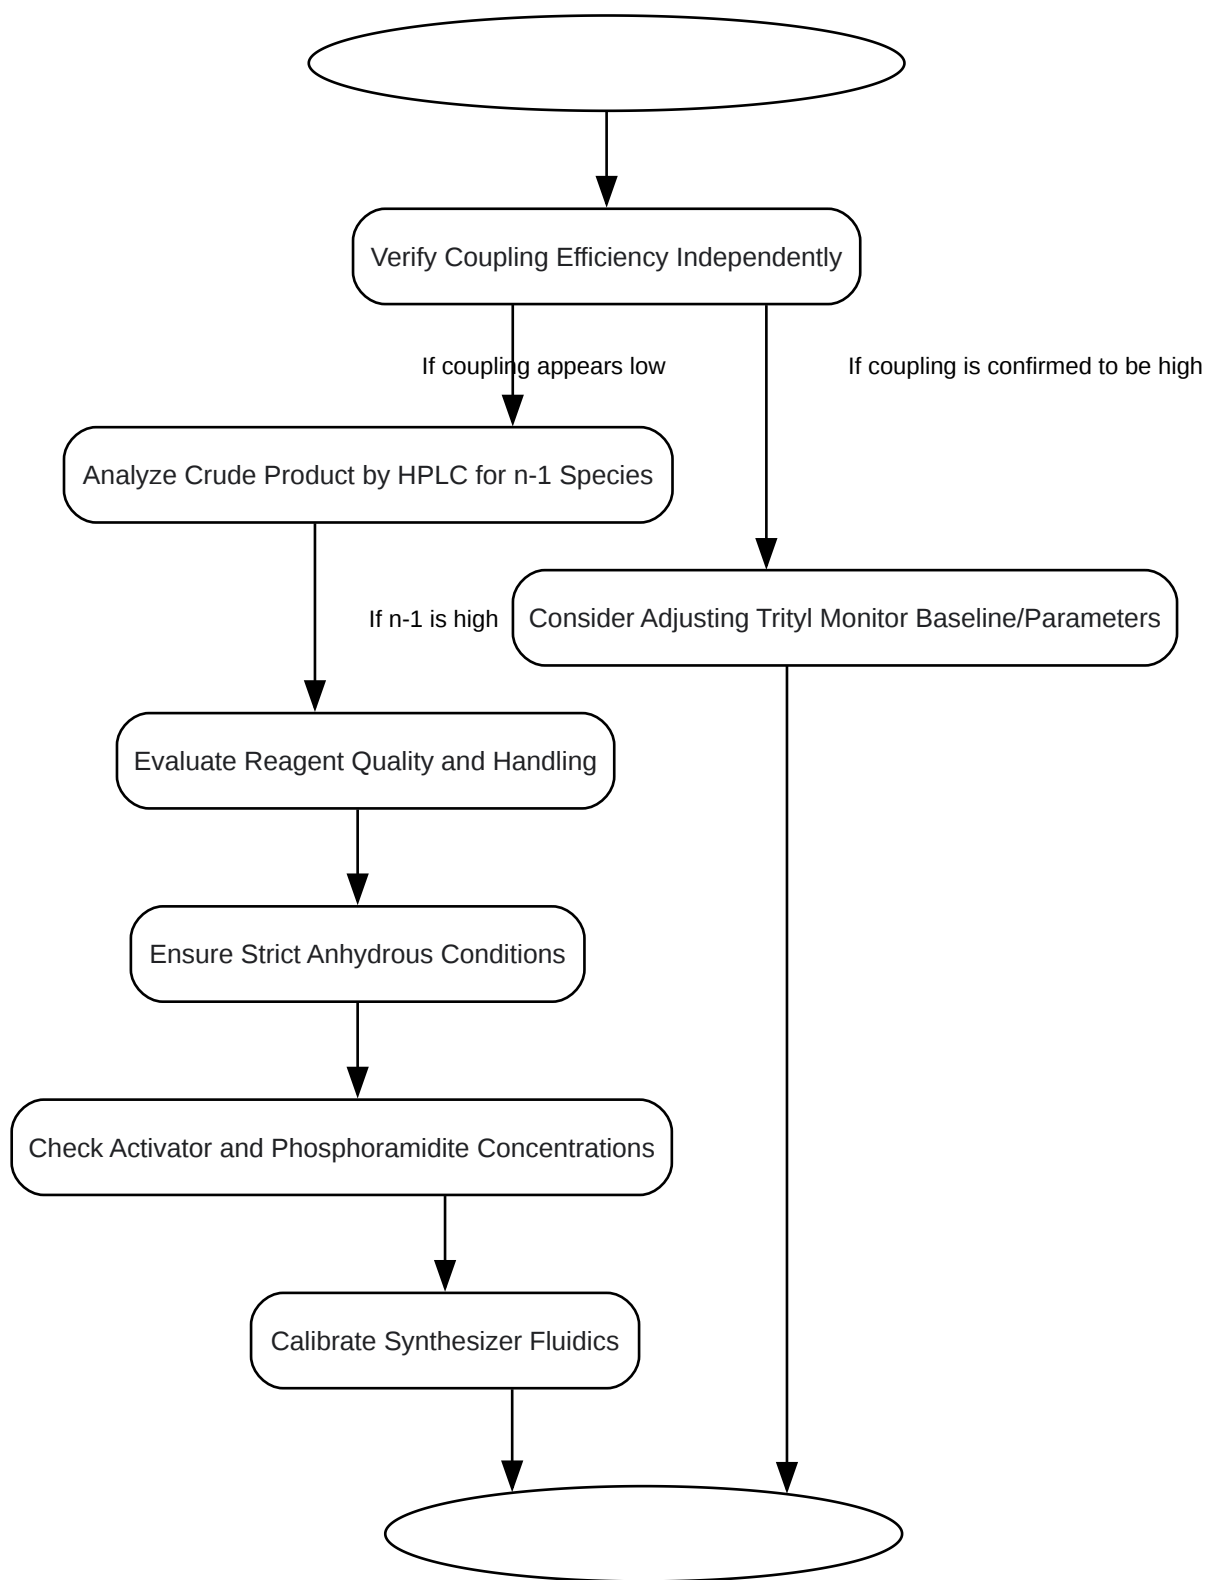 Verify Coupling Efficiency Independently
If coupling appears low
If coupling is confirmed to be high
Analyze Crude Product by HPLC for n-1 Species
If n-1 is high
Consider Adjusting Trityl Monitor Baseline/Parameters
Evaluate Reagent Quality and Handling
Ensure Strict Anhydrous Conditions
Check Activator and Phosphoramidite Concentrations
Calibrate Synthesizer Fluidics